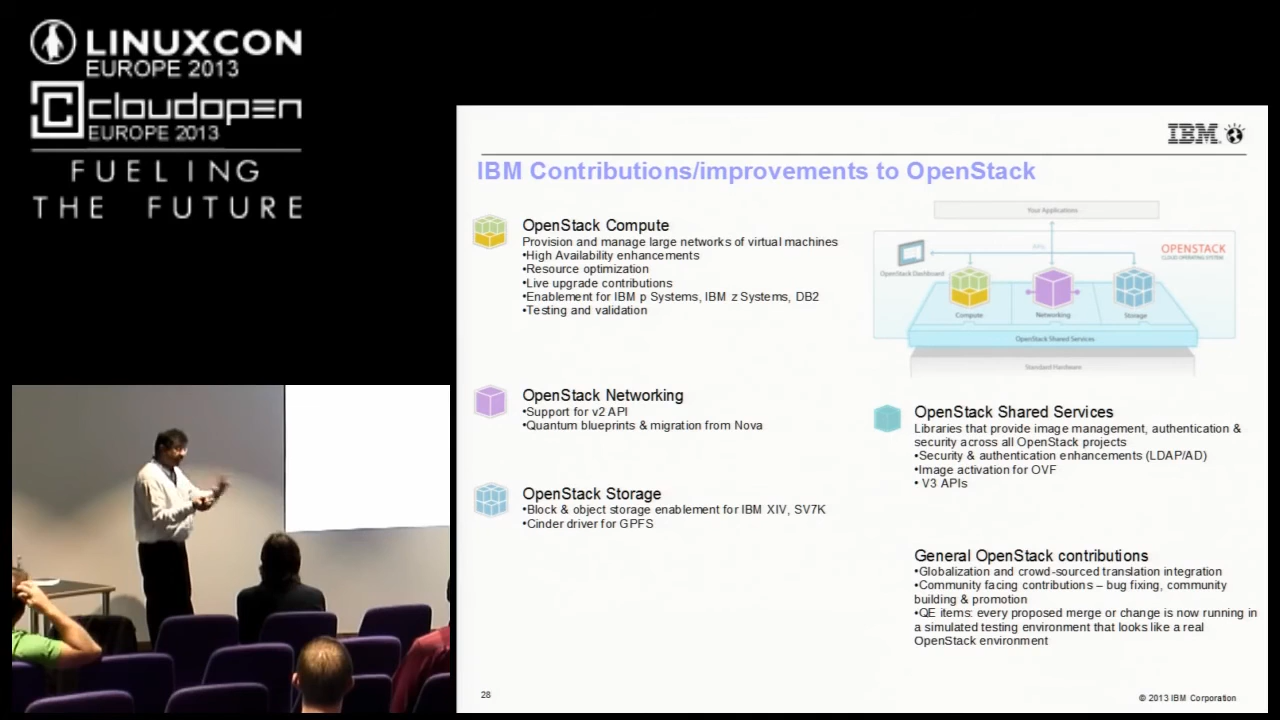 LINUXCON
EUROPE 2013
cloudopen
EUROPE 2013
FUELING
THE FUTURE
IBM
IBM Contributions/improvements to OpenStack
OpenStack Compute
Provision and manage large networks of virtual machines
•High Availability enhancements
•Resource optimization
•Live upgrade contributions
•Enablement for IBM p Systems, IBM z Systems, DB2
•Testing and validation
Your Applications
APIs
OPENSTACK
CLOUD OPERATING SYSTEM
OpenStack Dashboard
Compute
Networking
Storage
OpenStack Shared Services
Standard Hardware
OpenStack Networking
•Support for v2 API
•Quantum blueprints & migration from Nova
OpenStack Storage
•Block & object storage enablement for IBM XIV, SV7K
•Cinder driver for GPFS
OpenStack Shared Services
Libraries that provide image management, authentication &
security across all OpenStack projects
•Security & authentication enhancements (LDAP/AD)
•Image activation for OVF
• V3 APIs
General OpenStack contributions
•Globalization and crowd-sourced translation integration
•Community facing contributions – bug fixing, community
building & promotion
•QE items: every proposed merge or change is now running in
a simulated testing environment that looks like a real
OpenStack environment
28
© 2013 IBM Corporation